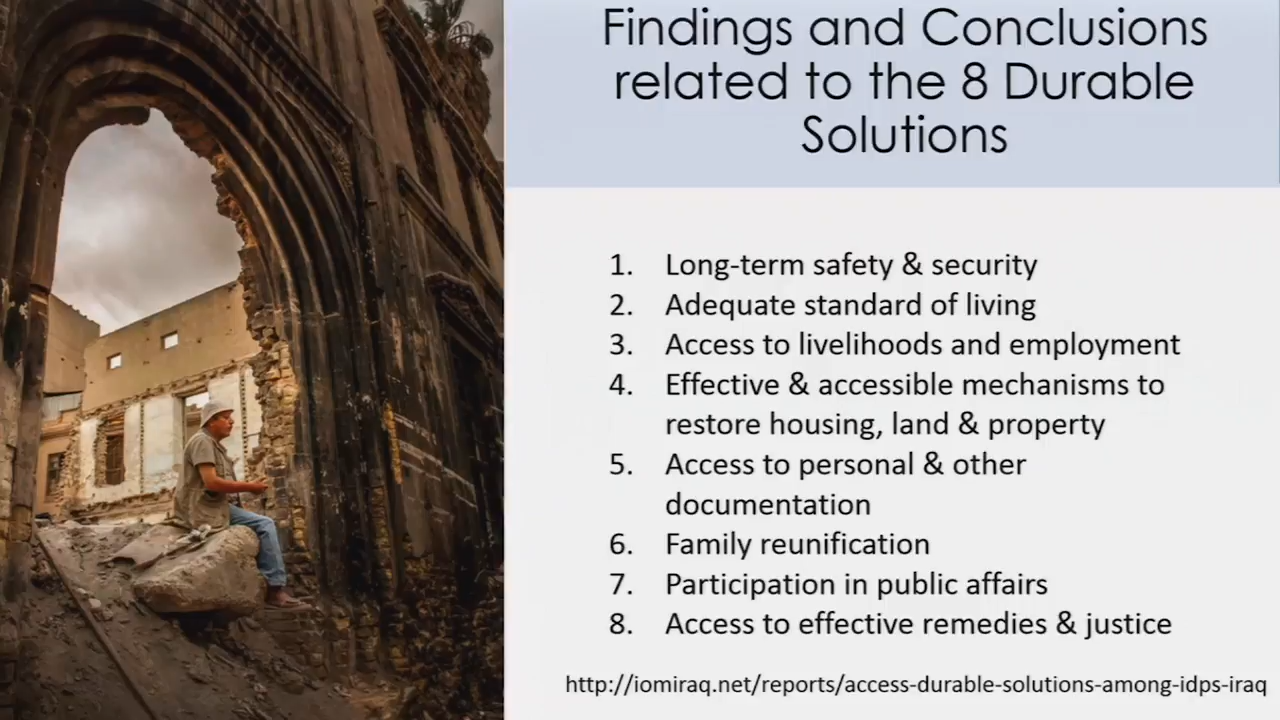 Findings and Conclusions
related to the 8 Durable
Solutions
1. Long-term safety & security
2. Adequate standard of living
3. Access to livelihoods and employment
4. Effective & accessible mechanisms to
restore housing, land & property
5. Access to personal & other
documentation
6. Family reunification
7. Participation in public affairs
8. Access to effective remedies & justice
http://iomiraq.net/reports/access-durable-solutions-among-idps-iraq